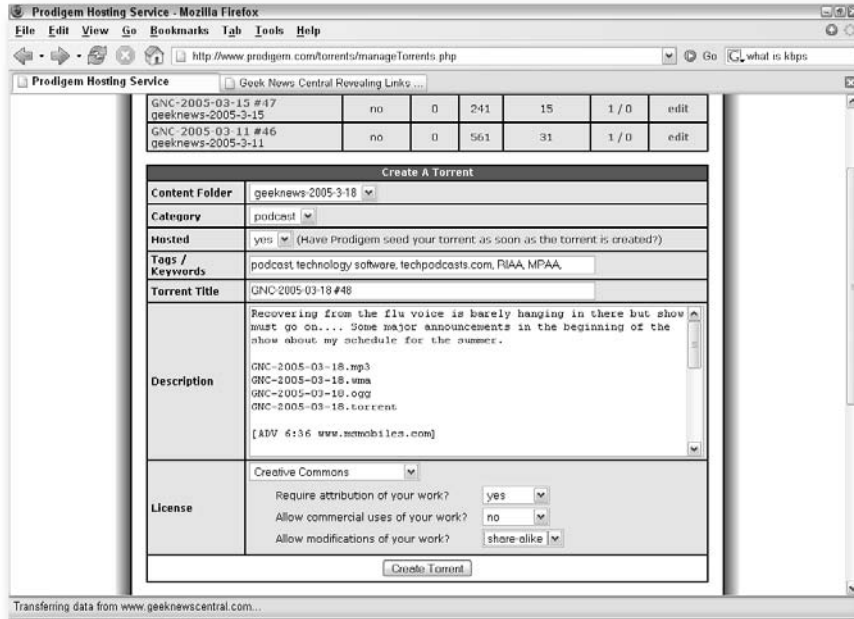 Prodigem Hosting Service - Mozilla Firefox
File Edit View Go Bookmarks Tab Tools Help
http://www.prodigem.com/torrents/manageTorrents.php Go G, what is kbps
Prodigem Hosting Service Geek News Central Revealing Links ...
GNC-2005-03-15 #47
geeknews-2005-3-15 no 0 241 15 1 / 0 edit
GNC-2005-03-11 #46
geeknews-2005-3-11 no 0 561 31 1 / 0 edit
Create A Torrent
Content Folder geeknews-2005-3-18
Category podcast
Hosted yes (Have Prodigem seed your torrent as soon as the torrent is created?)
Tags / Keywords podcast, technology software, techpodcasts.com, RIAA, MPAA,
Torrent Title GNC-2005-03-18 #48
Description
Recovering from the flu voice is barely hanging in there but show
must go on.... Some major announcements in the beginning of the
show about my schedule for the summer.
GNC-2005-03-18.mp3
GNC-2005-03-18.wma
GNC-2005-03-18.ogg
GNC-2005-03-18.torrent
[ADV 6:36 www.msmobiles.com]
License
Creative Commons
Require attribution of your work? yes
Allow commercial uses of your work? no
Allow modifications of your work? share-alike
Create Torrent
Transferring data from www.geeknewscentral.com...